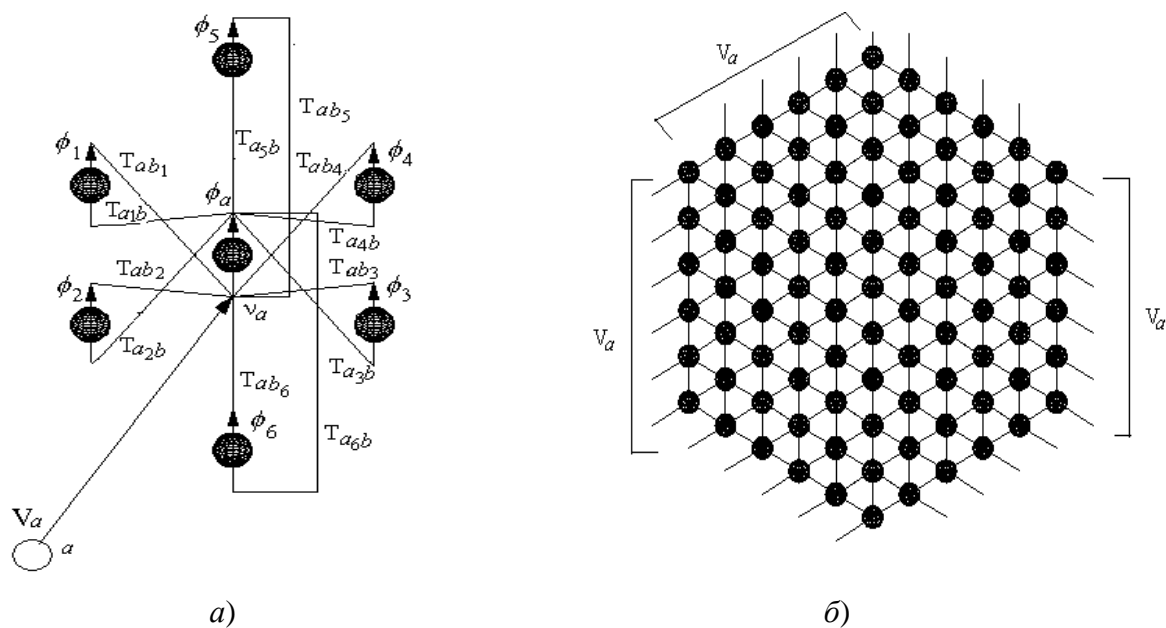 ϕ5
Tab5
ϕ1
Tab1
Ta5b
Tab4
ϕ4
Ta1b
ϕa
Ta4b
Tab2
Tab3
ϕ2
ϕ3
νa
Ta2b
Ta3b
Tab6
ϕ6
Ta6b
Va
a
а)
Va
Va
Va
б)